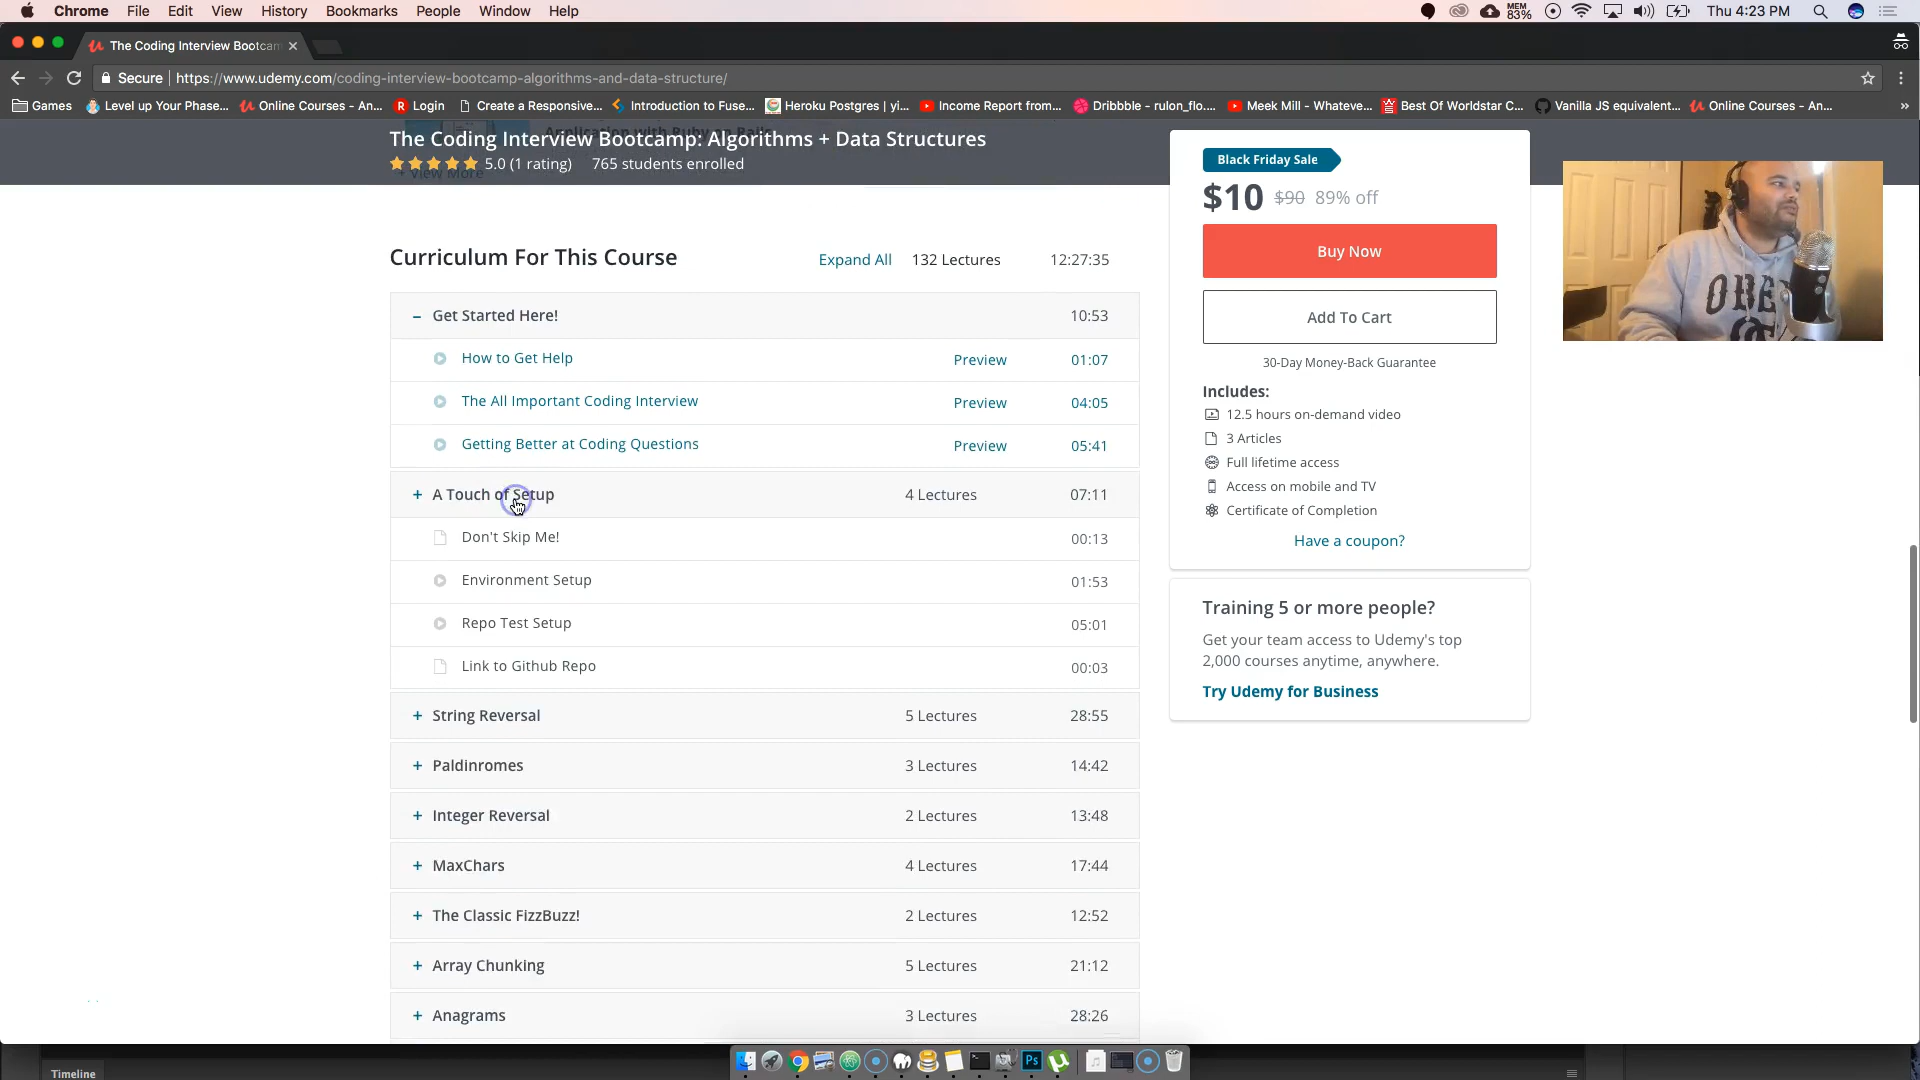 Chrome File Edit View History Bookmarks People Window Help MEM 83% Thu 4:23 PM
The Coding Interview Bootcam
Secure https://www.udemy.com/coding-interview-bootcamp-algorithms-and-data-structure/
Games Level up Your Phase... Online Courses - An... Login Create a Responsive... Introduction to Fuse... Heroku Postgres | yi... Income Report from... Dribbble - rulon_flo.... Meek Mill - Whateve... Best Of Worldstar C... Vanilla JS equivalent... Online Courses - An...
The Coding Interview Bootcamp: Algorithms + Data Structures
5.0 (1 rating) 765 students enrolled
+ View More
Curriculum For This Course Expand All 132 Lectures 12:27:35
– Get Started Here! 10:53
How to Get Help Preview 01:07
The All Important Coding Interview Preview 04:05
Getting Better at Coding Questions Preview 05:41
+ A Touch of Setup 4 Lectures 07:11
Don't Skip Me! 00:13
Environment Setup 01:53
Repo Test Setup 05:01
Link to Github Repo 00:03
+ String Reversal 5 Lectures 28:55
+ Paldinromes 3 Lectures 14:42
+ Integer Reversal 2 Lectures 13:48
+ MaxChars 4 Lectures 17:44
+ The Classic FizzBuzz! 2 Lectures 12:52
+ Array Chunking 5 Lectures 21:12
+ Anagrams 3 Lectures 28:26
Black Friday Sale
$10 $90 89% off
Buy Now
Add To Cart
30-Day Money-Back Guarantee
Includes:
12.5 hours on-demand video
3 Articles
Full lifetime access
Access on mobile and TV
Certificate of Completion
Have a coupon?
Training 5 or more people?
Get your team access to Udemy's top
2,000 courses anytime, anywhere.
Try Udemy for Business
Ps
Timeline